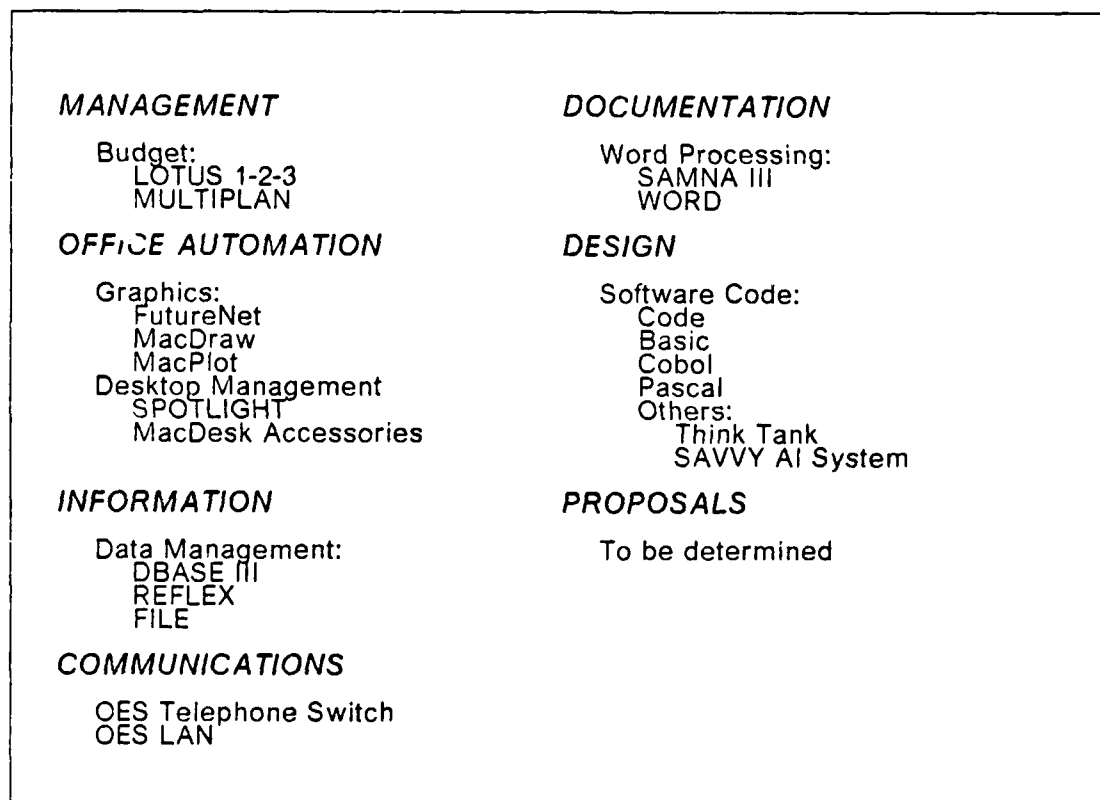 MANAGEMENT
Budget:
LOTUS 1-2-3
MULTIPLAN
OFFICE AUTOMATION
Graphics:
FutureNet
MacDraw
MacPlot
Desktop Management
SPOTLIGHT
MacDesk Accessories
INFORMATION
Data Management:
DBASE III
REFLEX
FILE
COMMUNICATIONS
OES Telephone Switch
OES LAN
DOCUMENTATION
Word Processing:
SAMNA III
WORD
DESIGN
Software Code:
Code
Basic
Cobol
Pascal
Others:
Think Tank
SAVVY AI System
PROPOSALS
To be determined